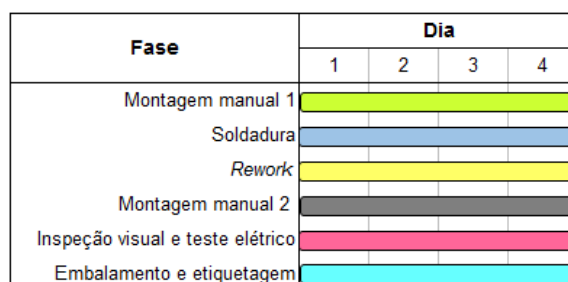 Fase
Dia
1 2 3 4
Montagem manual 1
Soldadura
Rework
Montagem manual 2
Inspeção visual e teste elétrico
Embalamento e etiquetagem